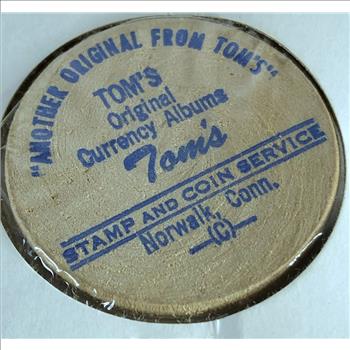 "ANOTHER ORIGINAL FROM TOM'S"
TOM'S
Original
Currency Albums
Tom's
STAMP AND COIN SERVICE
Norwalk, Conn.
(C)